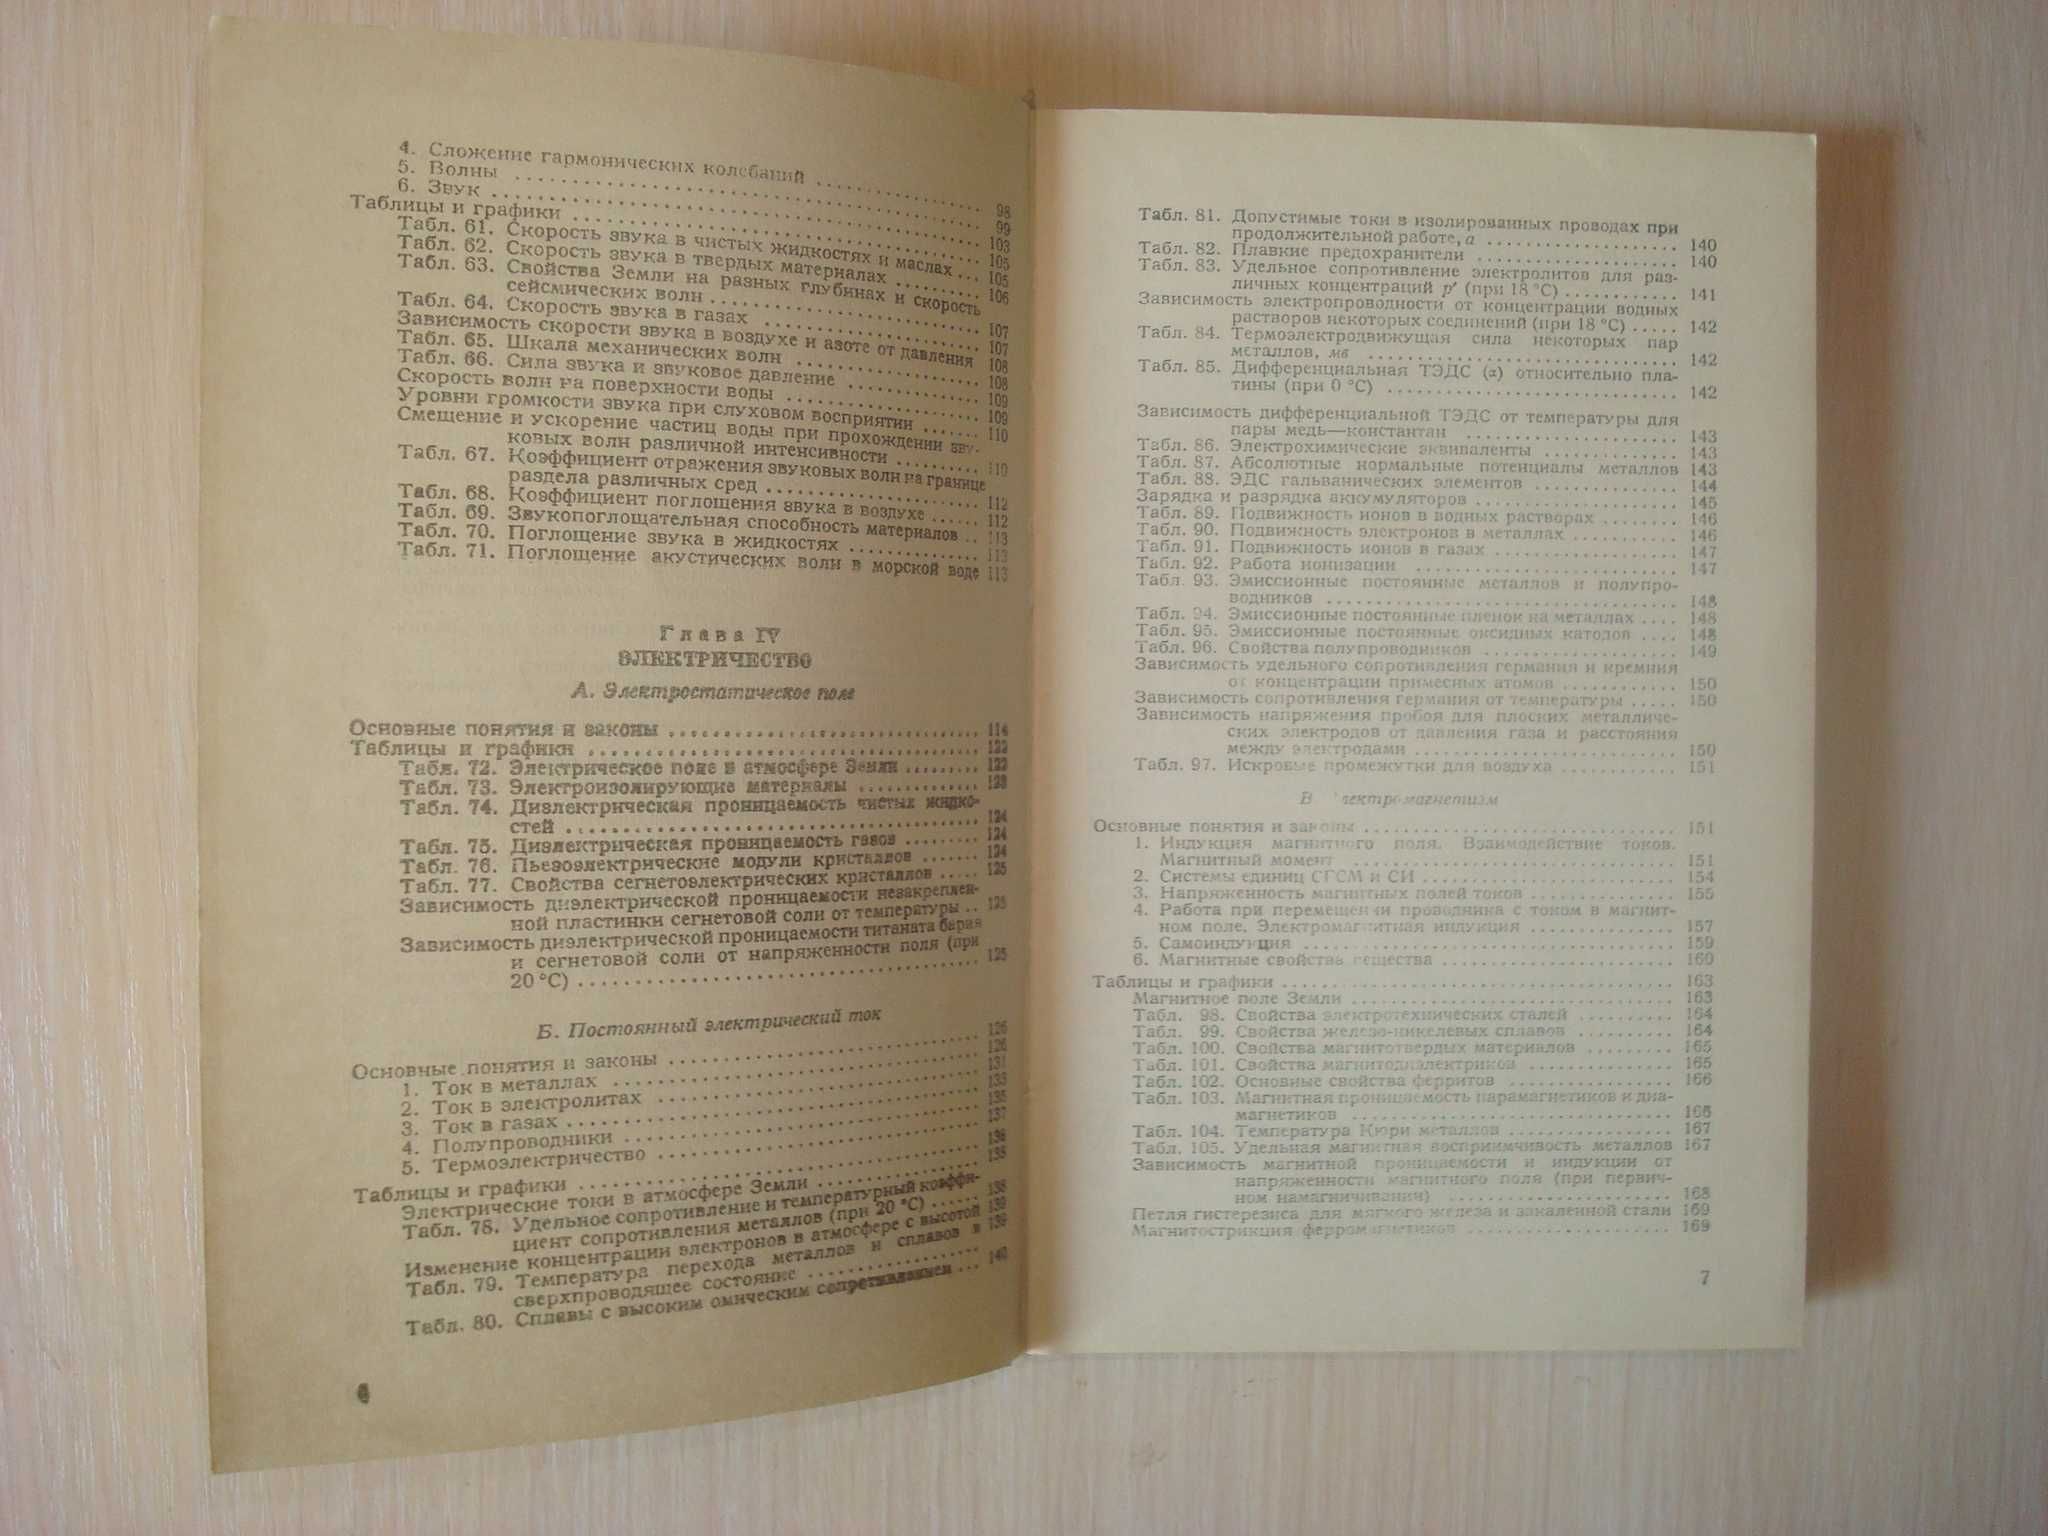 4. Сложение гармонических колебаний . . . 98
5. Волны . . . 99
6. Звук . . . 103
Таблицы и графики . . . 105
Табл. 61. Скорость звука в чистых жидкостях и маслах . . . 105
Табл. 62. Скорость звука в твердых материалах . . . 106
Табл. 63. Свойства Земли на разных глубинах и скорость
сейсмических волн . . . 107
Табл. 64. Скорость звука в газах . . . 107
Зависимость скорости звука в воздухе и азоте от давления 108
Табл. 65. Шкала механических волн . . . 108
Табл. 66. Сила звука и звуковое давление . . . 109
Скорость волн на поверхности воды . . . 109
Уровни громкости звука при слуховом восприятии . . . 110
Смещение и ускорение частиц воды при прохождении зву-
ковых волн различной интенсивности . . . 110
Табл. 67. Коэффициент отражения звуковых волн на границе
раздела различных сред . . . 112
Табл. 68. Коэффициент поглощения звука в воздухе . . . 112
Табл. 69. Звукопоглощательная способность материалов . . 113
Табл. 70. Поглощение звука в жидкостях . . . 113
Табл. 71. Поглощение акустических волн в морской воде 113
Глава IV
ЭЛЕКТРИЧЕСТВО
А. Электростатическое поле
Основные понятия и законы . . . 114
Таблицы и графики . . . 122
Табл. 72. Электрическое поле в атмосфере Земли . . . 122
Табл. 73. Электроизолирующие материалы . . . 123
Табл. 74. Диэлектрическая проницаемость чистых жидко-
стей . . . 124
Табл. 75. Диэлектрическая проницаемость газов . . . 124
Табл. 76. Пьезоэлектрические модули кристаллов . . . 124
Табл. 77. Свойства сегнетоэлектрических кристаллов . . . 125
Зависимость диэлектрической проницаемости незакреплен-
ной пластинки сегнетовой соли от температуры . . 125
Зависимость диэлектрической проницаемости титаната бария
и сегнетовой соли от напряженности поля (при
20 °С) . . . 125
Б. Постоянный электрический ток
Основные понятия и законы . . . 126
1. Ток в металлах . . . 126
2. Ток в электролитах . . . 131
3. Ток в газах . . . 133
4. Полупроводники . . . 135
5. Термоэлектричество . . . 137
Таблицы и графики . . . 138
Электрические токи в атмосфере Земли . . . 138
Табл. 78. Удельное сопротивление и температурный коэффи-
циент сопротивления металлов (при 20 °С) . . . 138
Изменение концентрации электронов в атмосфере с высотой 139
Табл. 79. Температура перехода металлов и сплавов в
сверхпроводящее состояние . . . 139
Табл. 80. Сплавы с высоким омическим сопротивлением . . . 140
6
Табл. 81. Допустимые токи в изолированных проводах при
продолжительной работе, а . . . 140
Табл. 82. Плавкие предохранители . . . 140
Табл. 83. Удельное сопротивление электролитов для раз-
личных концентраций р′ (при 18 °С) . . . 141
Зависимость электропроводности от концентрации водных
растворов некоторых соединений (при 18 °С) . . . 142
Табл. 84. Термоэлектродвижущая сила некоторых пар
металлов, мв . . . 142
Табл. 85. Дифференциальная ТЭДС (α) относительно пла-
тины (при 0 °С) . . . 142
Зависимость дифференциальной ТЭДС от температуры для
пары медь—константан . . . 143
Табл. 86. Электрохимические эквиваленты . . . 143
Табл. 87. Абсолютные нормальные потенциалы металлов 143
Табл. 88. ЭДС гальванических элементов . . . 144
Зарядка и разрядка аккумуляторов . . . 145
Табл. 89. Подвижность ионов в водных растворах . . . 146
Табл. 90. Подвижность электронов в металлах . . . 146
Табл. 91. Подвижность ионов в газах . . . 147
Табл. 92. Работа ионизации . . . 147
Табл. 93. Эмиссионные постоянные металлов и полупро-
водников . . . 148
Табл. 94. Эмиссионные постоянные пленок на металлах . . . 148
Табл. 95. Эмиссионные постоянные оксидных катодов . . . 148
Табл. 96. Свойства полупроводников . . . 149
Зависимость удельного сопротивления германия и кремния
от концентрации примесных атомов . . . 150
Зависимость сопротивления германия от температуры . . . 150
Зависимость напряжения пробоя для плоских металличе-
ских электродов от давления газа и расстояния
между электродами . . . 150
Табл. 97. Искровые промежутки для воздуха . . . 151
В. Электромагнетизм
Основные понятия и законы . . . 151
1. Индукция магнитного поля. Взаимодействие токов.
Магнитный момент . . . 151
2. Системы единиц СГСМ и СИ . . . 154
3. Напряженность магнитных полей токов . . . 155
4. Работа при перемещении проводника с током в магнит-
ном поле. Электромагнитная индукция . . . 157
5. Самоиндукция . . . 159
6. Магнитные свойства вещества . . . 160
Таблицы и графики . . . 163
Магнитное поле Земли . . . 163
Табл. 98. Свойства электротехнических сталей . . . 164
Табл. 99. Свойства железо-никелевых сплавов . . . 164
Табл. 100. Свойства магнитотвердых материалов . . . 165
Табл. 101. Свойства магнитодиэлектриков . . . 165
Табл. 102. Основные свойства ферритов . . . 166
Табл. 103. Магнитная проницаемость парамагнетиков и диа-
магнетиков . . . 166
Табл. 104. Температура Кюри металлов . . . 167
Табл. 105. Удельная магнитная восприимчивость металлов 167
Зависимость магнитной проницаемости и индукции от
напряженности магнитного поля (при первич-
ном намагничивании) . . . 168
Петля гистерезиса для мягкого железа и закаленной стали 169
Магнитострикция ферромагнетиков . . . 169
7